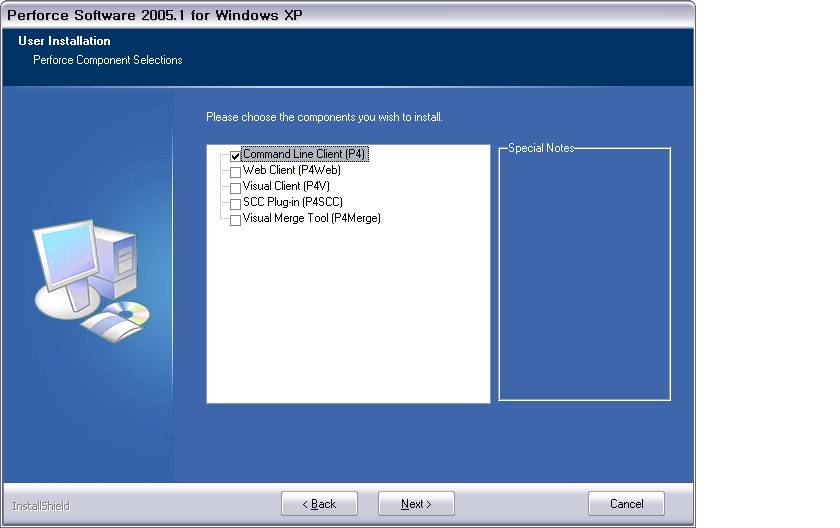 Perforce Software 2005.1 for Windows XP
User Installation
Perforce Component Selections
Please choose the components you wish to install.
Command Line Client (P4)
Web Client (P4Web)
Visual Client (P4V)
SCC Plug-in (P4SCC)
Visual Merge Tool (P4Merge)
Special Notes
InstallShield
< Back
Next >
Cancel